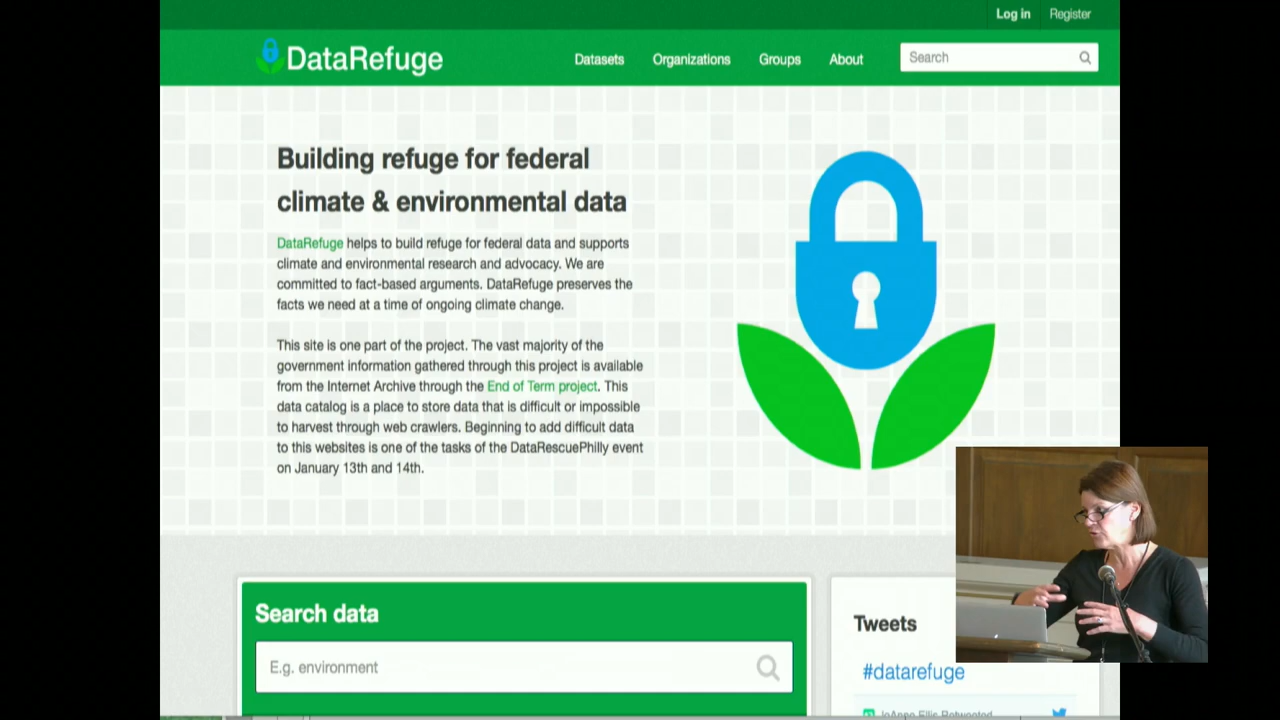 Log in Register
DataRefuge
Datasets Organizations Groups About Search
Building refuge for federal
climate & environmental data
DataRefuge helps to build refuge for federal data and supports
climate and environmental research and advocacy. We are
committed to fact-based arguments. DataRefuge preserves the
facts we need at a time of ongoing climate change.
This site is one part of the project. The vast majority of the
government information gathered through this project is available
from the Internet Archive through the End of Term project. This
data catalog is a place to store data that is difficult or impossible
to harvest through web crawlers. Beginning to add difficult data
to this websites is one of the tasks of the DataRescuePhilly event
on January 13th and 14th.
Search data
E.g. environment
Tweets
#datarefuge